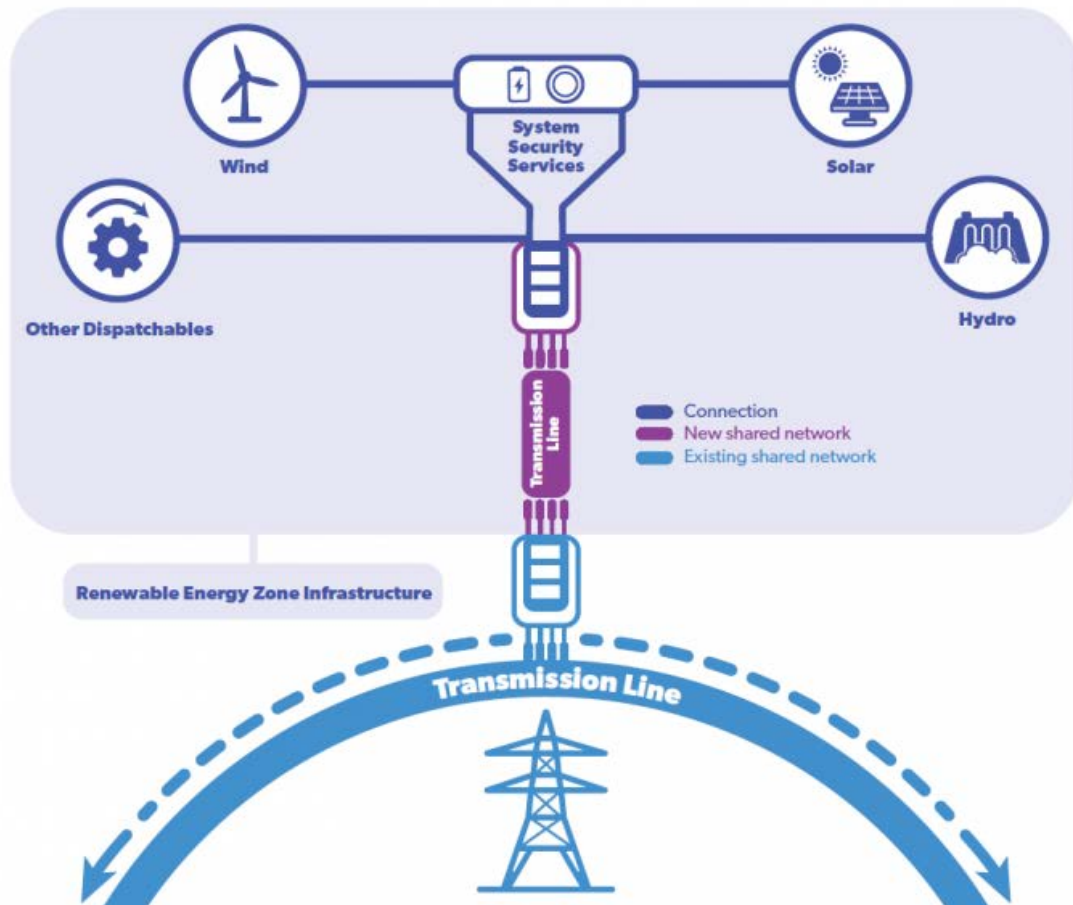 System
Security
Services
Wind
Solar
Other Dispatchables
Hydro
Transmission
Line
Connection
New shared network
Existing shared network
Renewable Energy Zone Infrastructure
Transmission Line